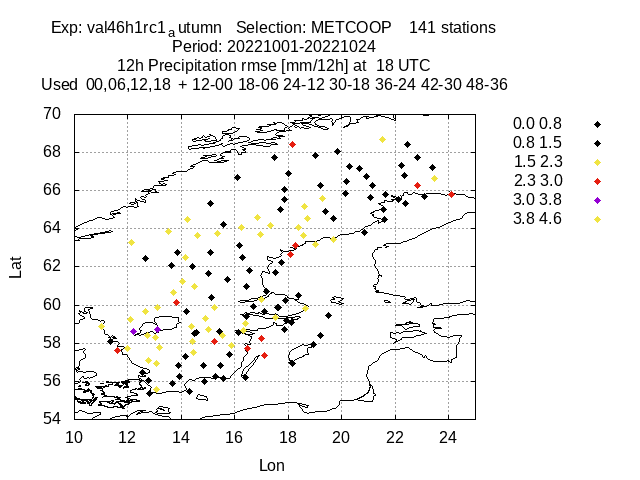 Exp: val46h1rc1ₐutumn   Selection: METCOOP    141 stations
Period: 20221001-20221024
12h Precipitation rmse [mm/12h] at  18 UTC
Used  00,06,12,18  + 12-00 18-06 24-12 30-18 36-24 42-30 48-36
0.0 0.8
0.8 1.5
1.5 2.3
2.3 3.0
3.0 3.8
3.8 4.6
70
68
66
64
62
60
58
56
54
Lat
10 12 14 16 18 20 22 24
Lon